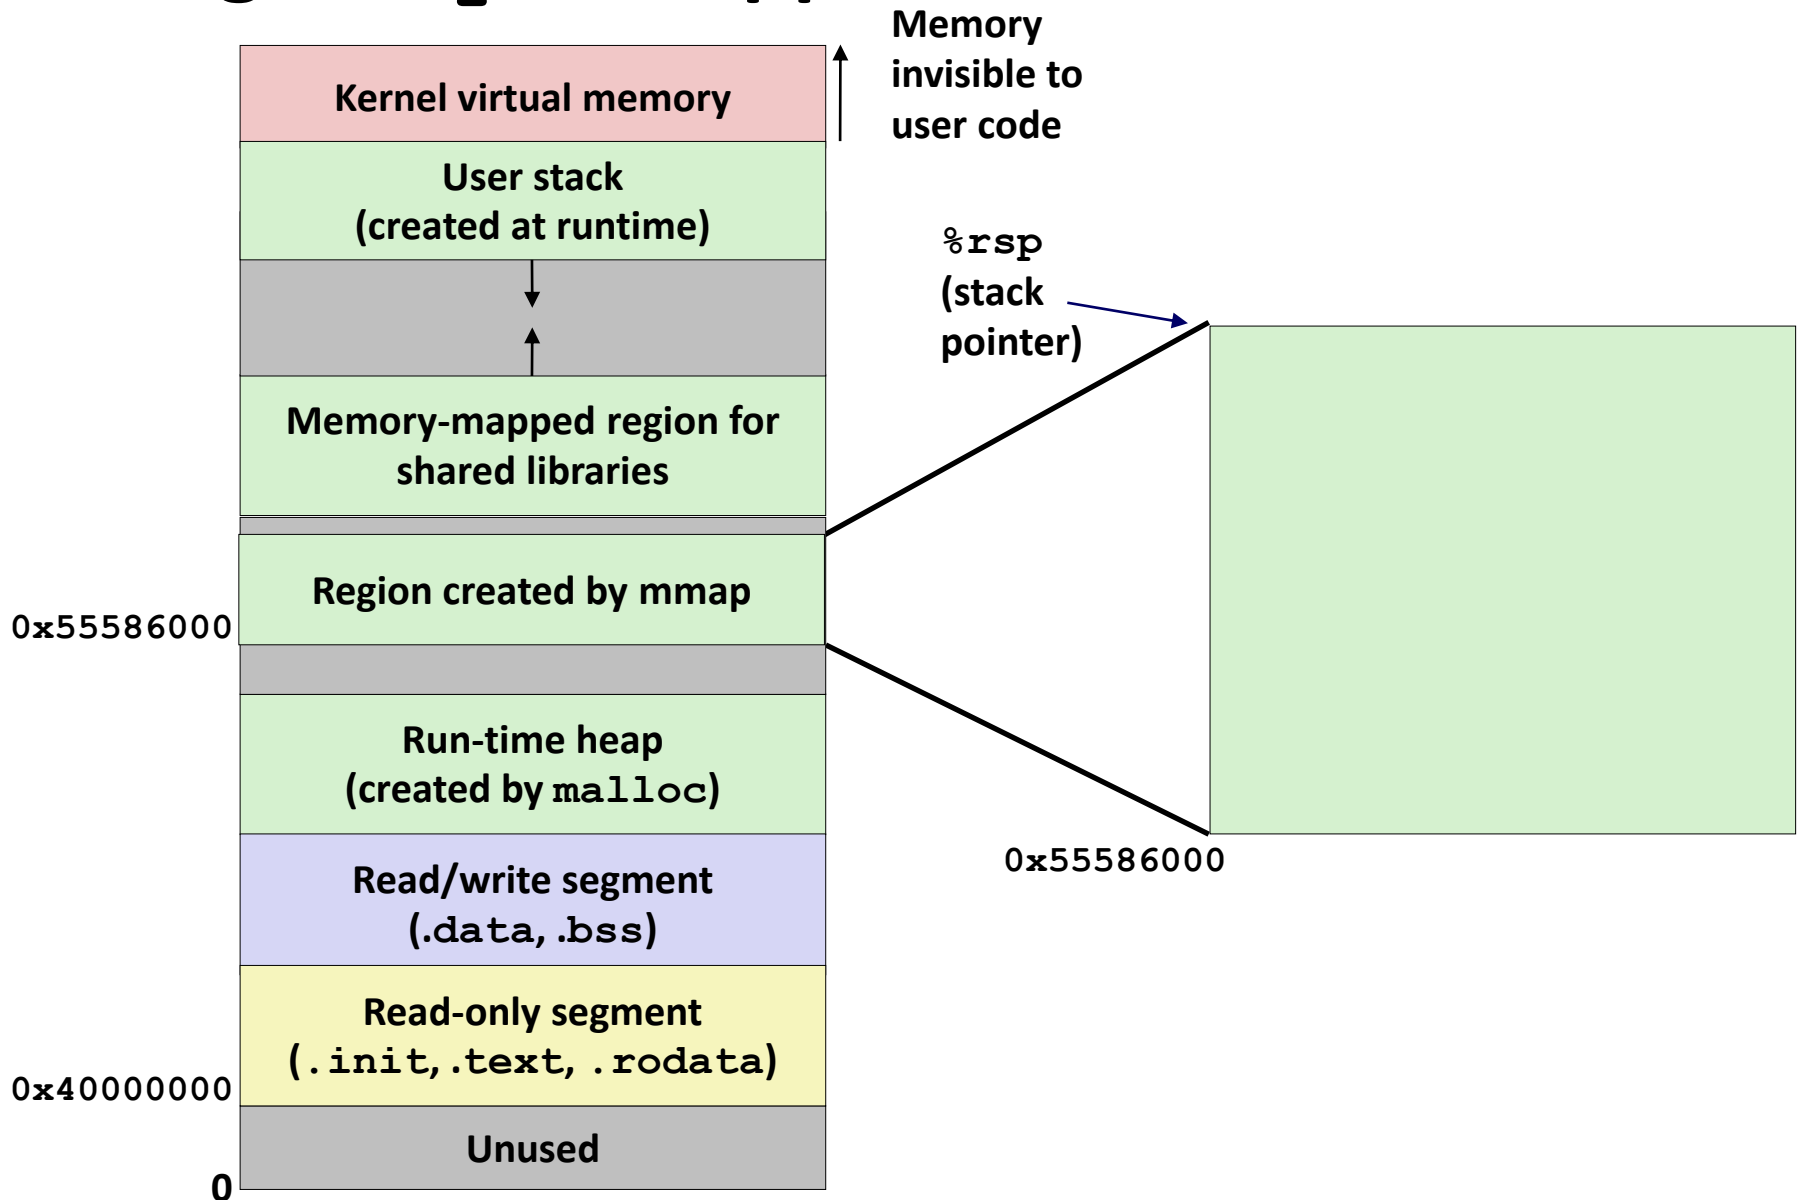 Memory
invisible to
user code
Kernel virtual memory
User stack
(created at runtime)
%rsp
(stack
pointer)
Memory-mapped region for
shared libraries
Region created by mmap
0x55586000
Run-time heap
(created by malloc)
0x55586000
Read/write segment
(.data, .bss)
Read-only segment
(.init, .text, .rodata)
0x40000000
Unused
0